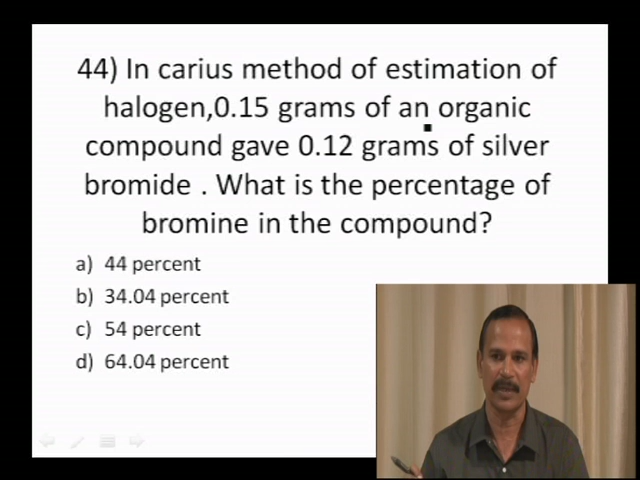 44) In carius method of estimation of
halogen,0.15 grams of an organic
compound gave 0.12 grams of silver
bromide . What is the percentage of
bromine in the compound?
a) 44 percent
b) 34.04 percent
c) 54 percent
d) 64.04 percent